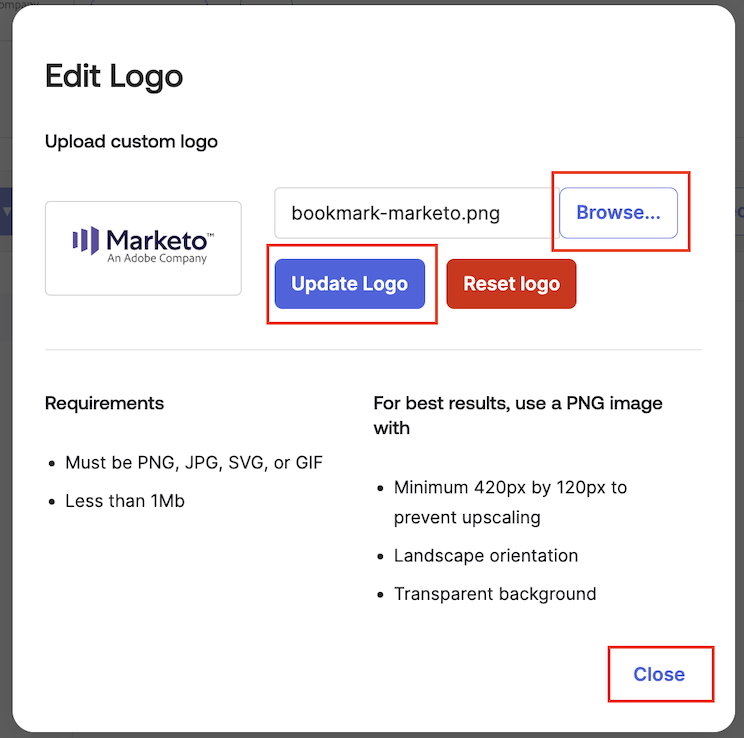 Edit Logo
Upload custom logo
Marketo™
An Adobe Company
bookmark-marketo.png
Browse...
Update Logo
Reset logo
Requirements
• Must be PNG, JPG, SVG, or GIF
• Less than 1Mb
For best results, use a PNG image
with
• Minimum 420px by 120px to
prevent upscaling
• Landscape orientation
• Transparent background
Close